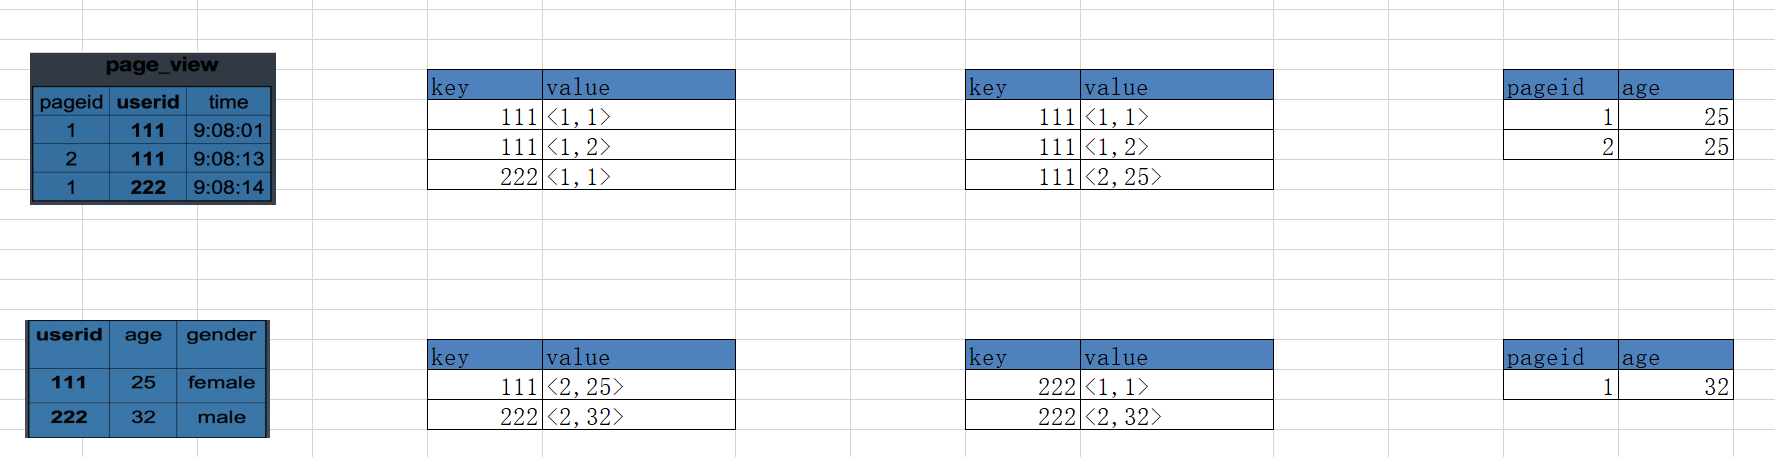 page_view
pageid userid time
1 111 9:08:01
2 111 9:08:13
1 222 9:08:14
key value
111 <1,1>
111 <1,2>
222 <1,1>
key value
111 <1,1>
111 <1,2>
111 <2,25>
pageid age
1 25
2 25
userid age gender
111 25 female
222 32 male
key value
111 <2,25>
222 <2,32>
key value
222 <1,1>
222 <2,32>
pageid age
1 32